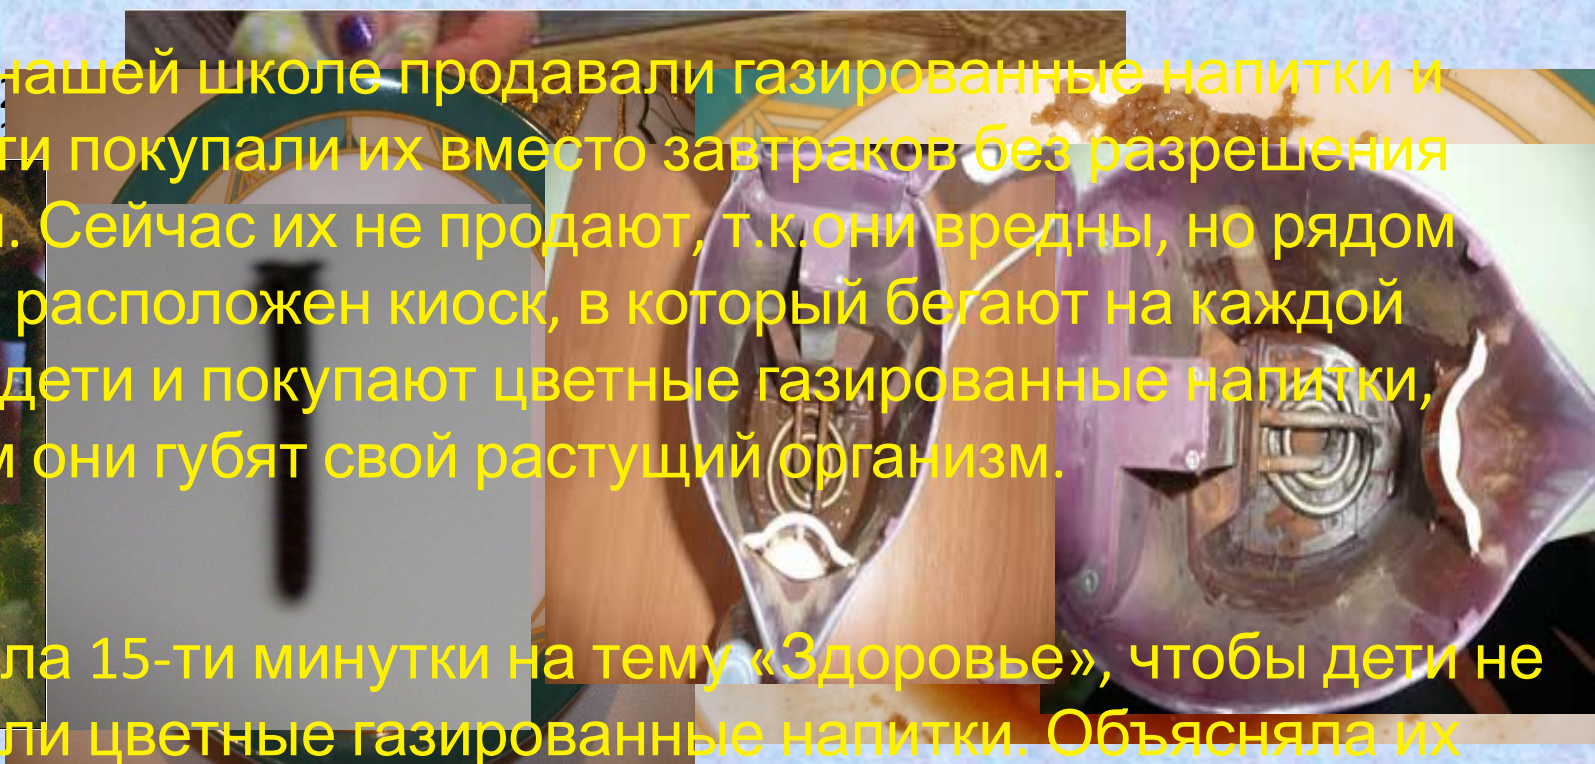 нашей школе продавали газированные напитки и
ти покупали их вместо завтраков без разрешения
. Сейчас их не продают, т.к.они вредны, но рядом
расположен киоск, в который бегают на каждой
дети и покупают цветные газированные напитки,
м они губят свой растущий организм.
ла 15-ти минутки на тему «Здоровье», чтобы дети не
ли цветные газированные напитки. Объясняла их